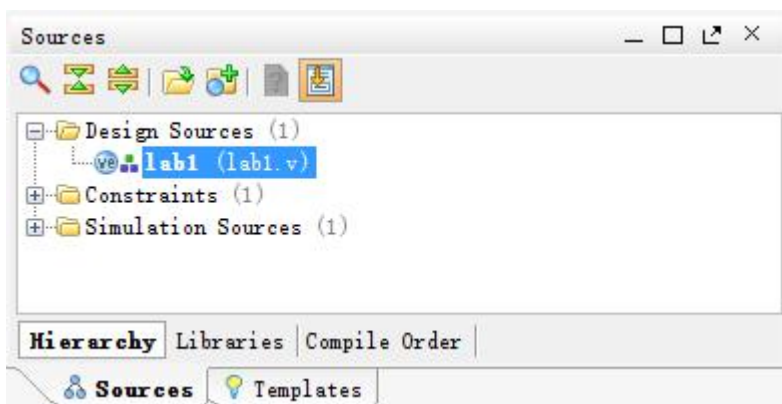 Sources
Design Sources (1)
lab1 (lab1.v)
Constraints (1)
Simulation Sources (1)
Hierarchy Libraries Compile Order
Sources Templates